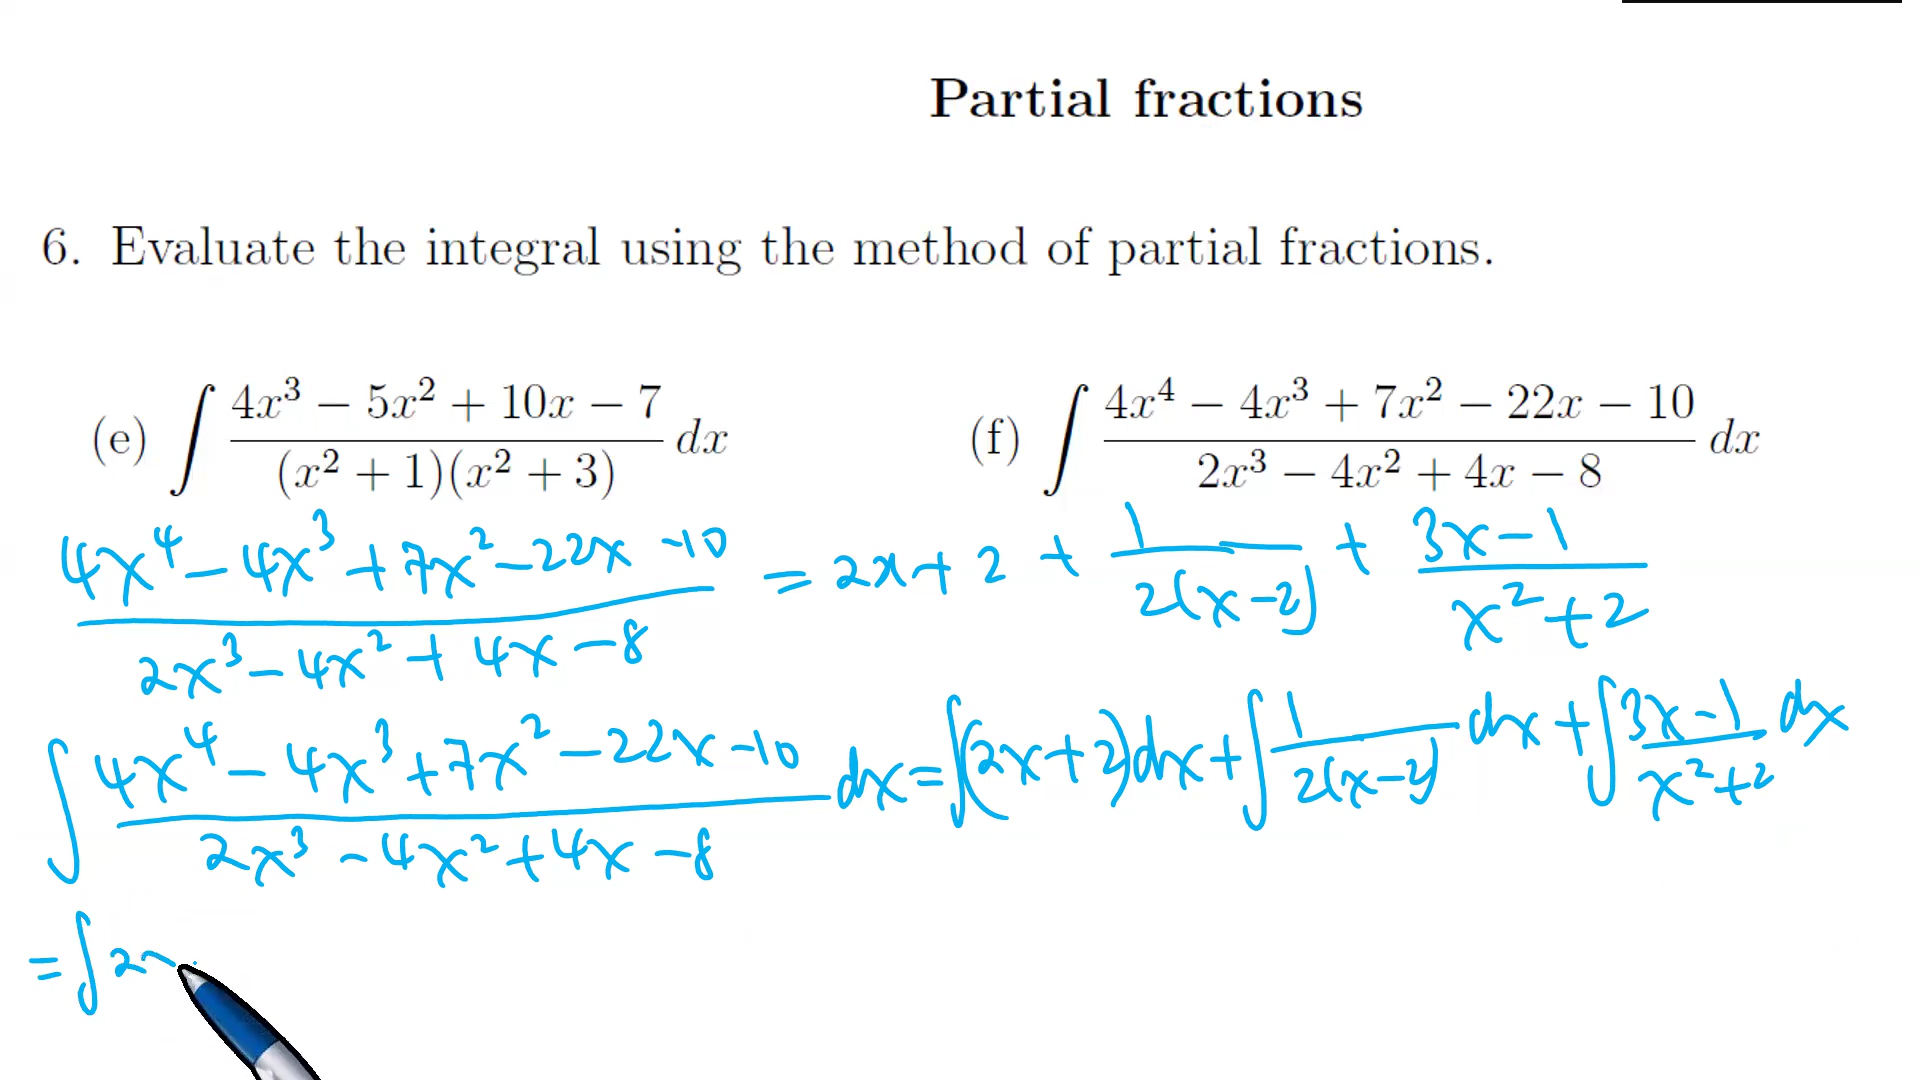 Partial fractions
6. Evaluate the integral using the method of partial fractions.
(e) ∫ (4x³ − 5x² + 10x − 7)/((x² + 1)(x² + 3)) dx (f) ∫ (4x⁴ − 4x³ + 7x² − 22x − 10)/(2x³ − 4x² + 4x − 8) dx
(4x⁴ − 4x³ + 7x² − 22x − 10)/(2x³ − 4x² + 4x − 8) = 2x + 2 + 1/(2(x−2)) + (3x−1)/(x²+2)
∫ (4x⁴ − 4x³ + 7x² − 22x − 10)/(2x³ − 4x² + 4x − 8) dx = ∫(2x+2)dx + ∫ 1/(2(x−2)) dx + ∫ (3x−1)/(x²+2) dx
= ∫ 2